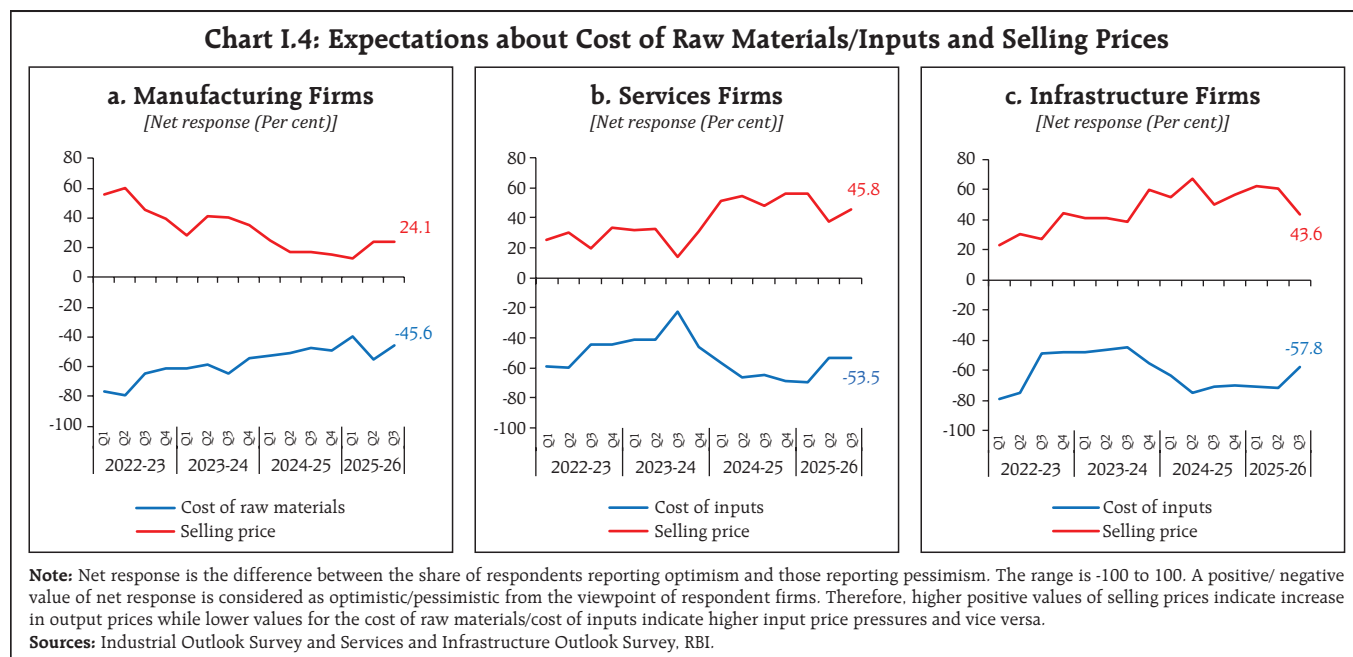 Chart I.4: Expectations about Cost of Raw Materials/Inputs and Selling Prices
a. Manufacturing Firms
[Net response (Per cent)]
80
60
40
20
0
-20
-40
-60
-80
-100
24.1
-45.6
Q1 Q2 Q3 Q4 Q1 Q2 Q3 Q4 Q1 Q2 Q3 Q4 Q1 Q2 Q3
2022-23 2023-24 2024-25 2025-26
Cost of raw materials
Selling price
b. Services Firms
[Net response (Per cent)]
80
60
40
20
0
-20
-40
-60
-80
-100
45.8
-53.5
Q1 Q2 Q3 Q4 Q1 Q2 Q3 Q4 Q1 Q2 Q3 Q4 Q1 Q2 Q3
2022-23 2023-24 2024-25 2025-26
Cost of inputs
Selling price
c. Infrastructure Firms
[Net response (Per cent)]
80
60
40
20
0
-20
-40
-60
-80
-100
43.6
-57.8
Q1 Q2 Q3 Q4 Q1 Q2 Q3 Q4 Q1 Q2 Q3 Q4 Q1 Q2 Q3
2022-23 2023-24 2024-25 2025-26
Cost of inputs
Selling price
Note: Net response is the difference between the share of respondents reporting optimism and those reporting pessimism. The range is -100 to 100. A positive/ negative
value of net response is considered as optimistic/pessimistic from the viewpoint of respondent firms. Therefore, higher positive values of selling prices indicate increase
in output prices while lower values for the cost of raw materials/cost of inputs indicate higher input price pressures and vice versa.
Sources: Industrial Outlook Survey and Services and Infrastructure Outlook Survey, RBI.